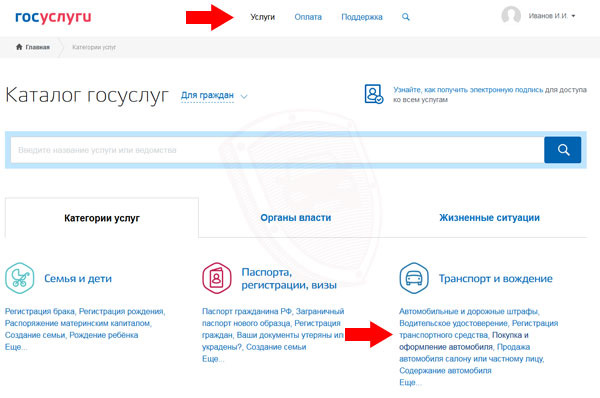 госуслуги
Услуги Оплата Поддержка Иванов И.И.
Главная Категории услуг
Каталог госуслуг Для граждан
Узнайте, как получить электронную подпись для доступа
ко всем услугам
Введите название услуги или ведомства
Категории услуг Органы власти Жизненные ситуации
Семья и дети
Регистрация брака, Регистрация рождения,
Распоряжение материнским капиталом,
Создание семьи, Рождение ребёнка
Еще...
Паспорта,
регистрации, визы
Паспорт гражданина РФ, Заграничный
паспорт нового образца, Регистрация
граждан, Ваши документы утеряны или
украдены?, Создание семьи
Еще...
Транспорт и вождение
Автомобильные и дорожные штрафы,
Водительское удостоверение, Регистрация
транспортного средства, Покупка и
оформление автомобиля, Продажа
автомобиля салону или частному лицу,
Содержание автомобиля
Еще...